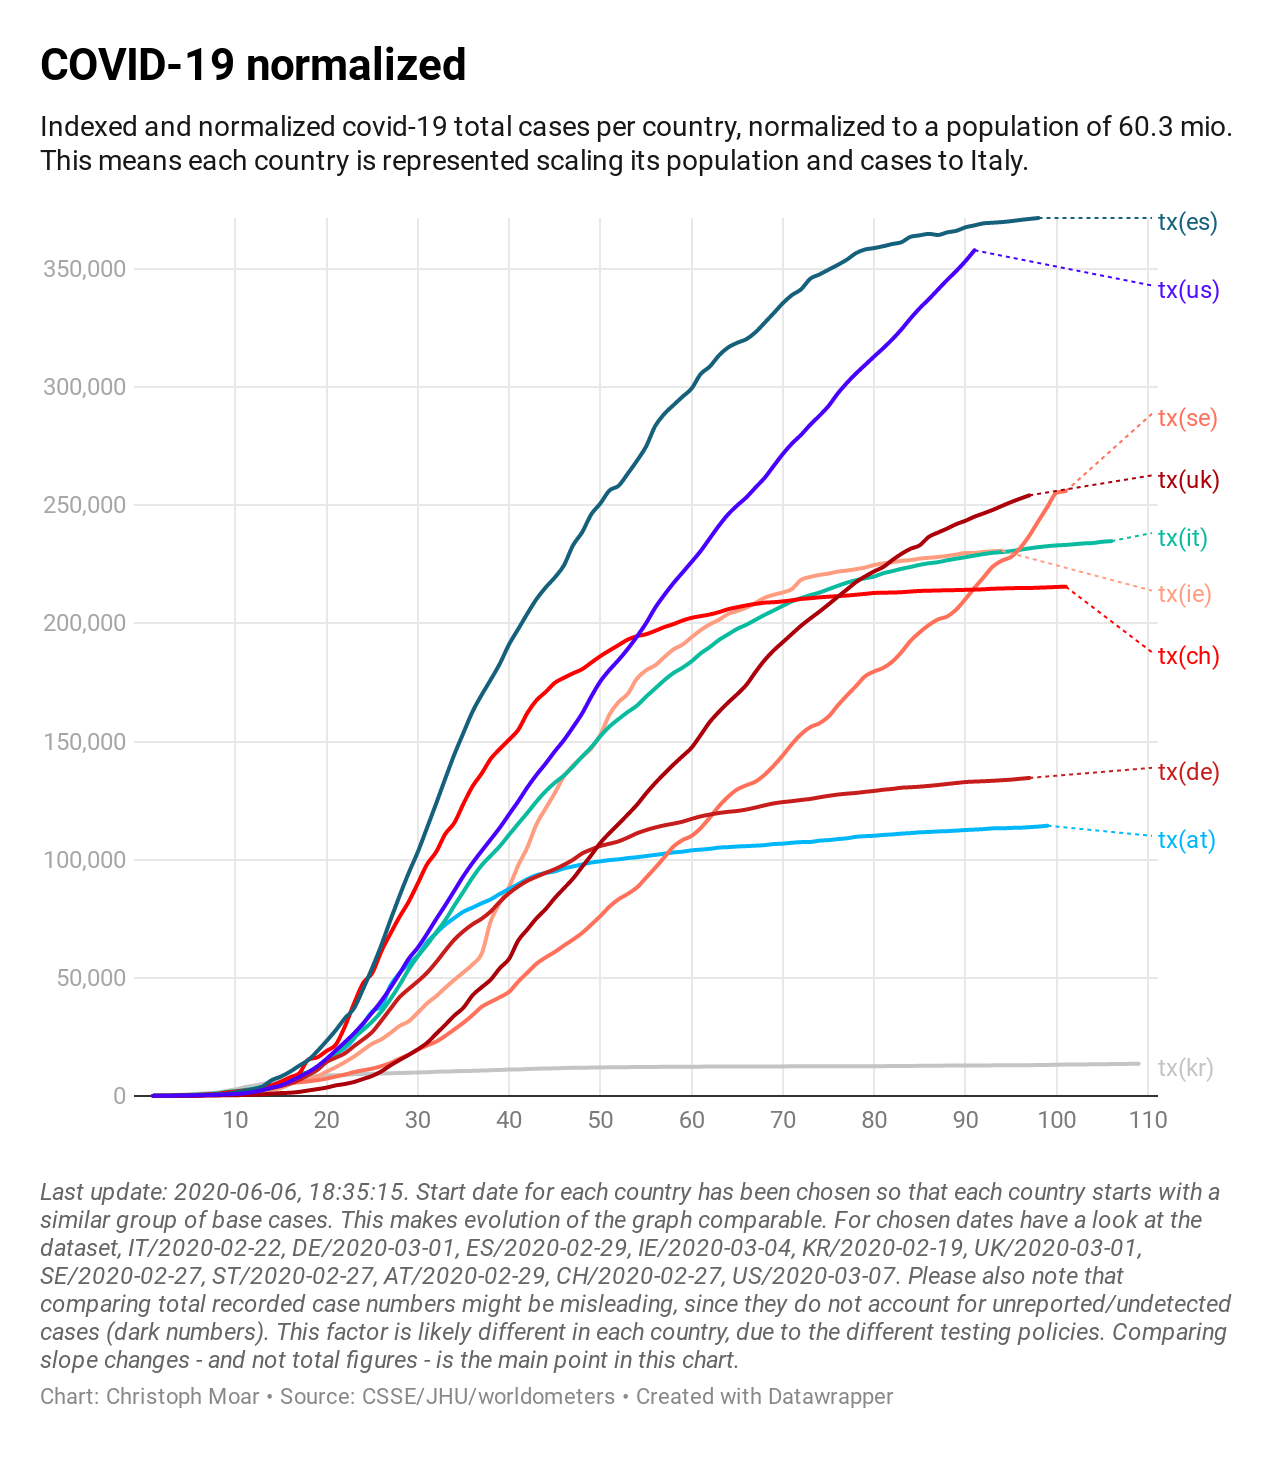 COVID-19 normalized
Indexed and normalized covid-19 total cases per country, normalized to a population of 60.3 mio.
This means each country is represented scaling its population and cases to Italy.
tx(es)
350,000
tx(us)
300,000
tx(se)
250,000
tx(uk)
tx(it)
200,000
tx(ie)
tx(ch)
150,000
tx(de)
100,000
tx(at)
50,000
tx(kr)
0
10 20 30 40 50 60 70 80 90 100 110
Last update: 2020-06-06, 18:35:15. Start date for each country has been chosen so that each country starts with a
similar group of base cases. This makes evolution of the graph comparable. For chosen dates have a look at the
dataset, IT/2020-02-22, DE/2020-03-01, ES/2020-02-29, IE/2020-03-04, KR/2020-02-19, UK/2020-03-01,
SE/2020-02-27, ST/2020-02-27, AT/2020-02-29, CH/2020-02-27, US/2020-03-07. Please also note that
comparing total recorded case numbers might be misleading, since they do not account for unreported/undetected
cases (dark numbers). This factor is likely different in each country, due to the different testing policies. Comparing
slope changes - and not total figures - is the main point in this chart.
Chart: Christoph Moar • Source: CSSE/JHU/worldometers • Created with Datawrapper